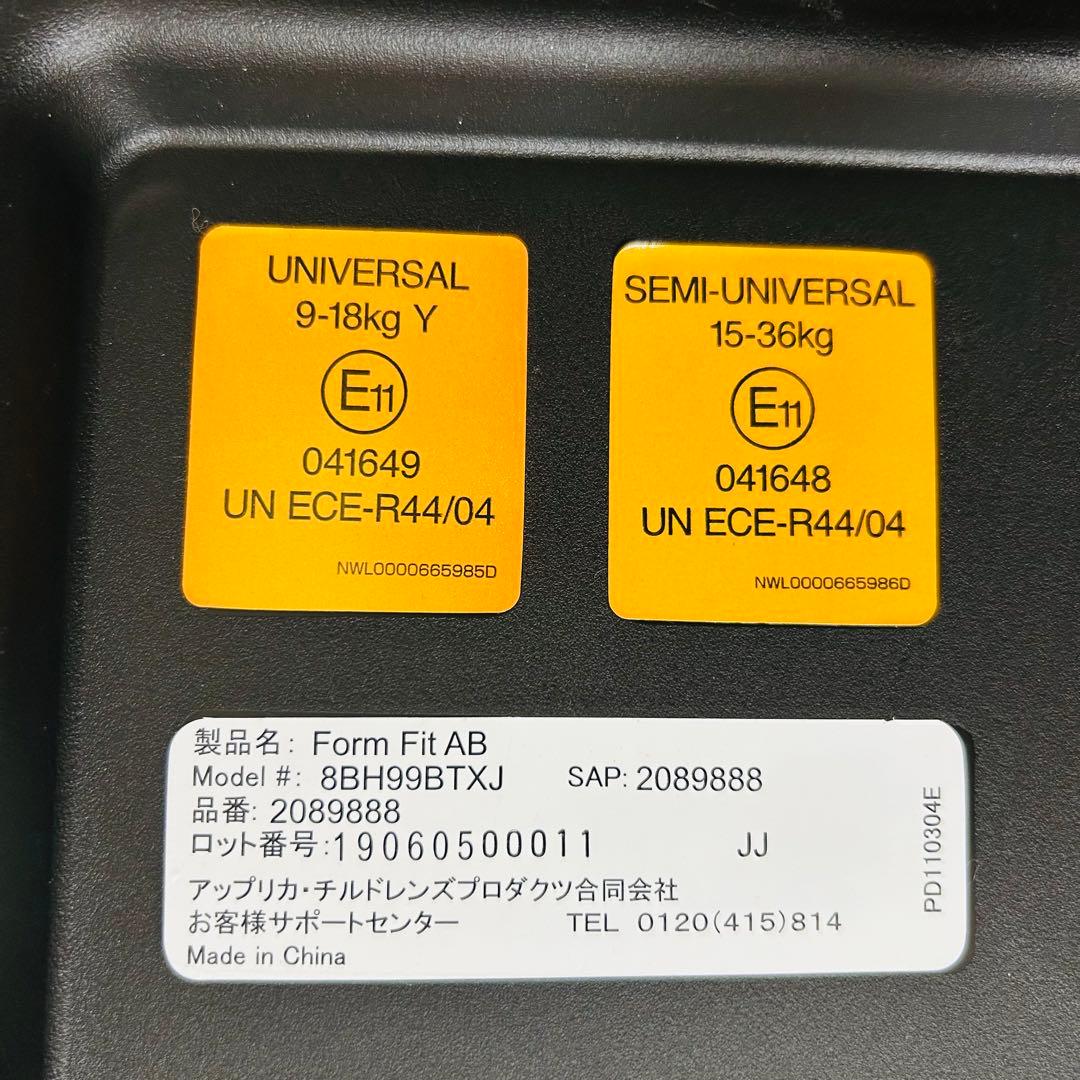 UNIVERSAL
9-18kg Y
E11
041649
UN ECE-R44/04
NWL0000665985D
SEMI-UNIVERSAL
15-36kg
E11
041648
UN ECE-R44/04
NWL0000665986D
製品名: Form Fit AB
Model #: 8BH99BTXJ SAP: 2089888
品番: 2089888
ロット番号:19060500011 JJ
アップリカ・チルドレンズプロダクツ合同会社
お客様サポートセンター TEL 0120(415)814
Made in China
PD110304E